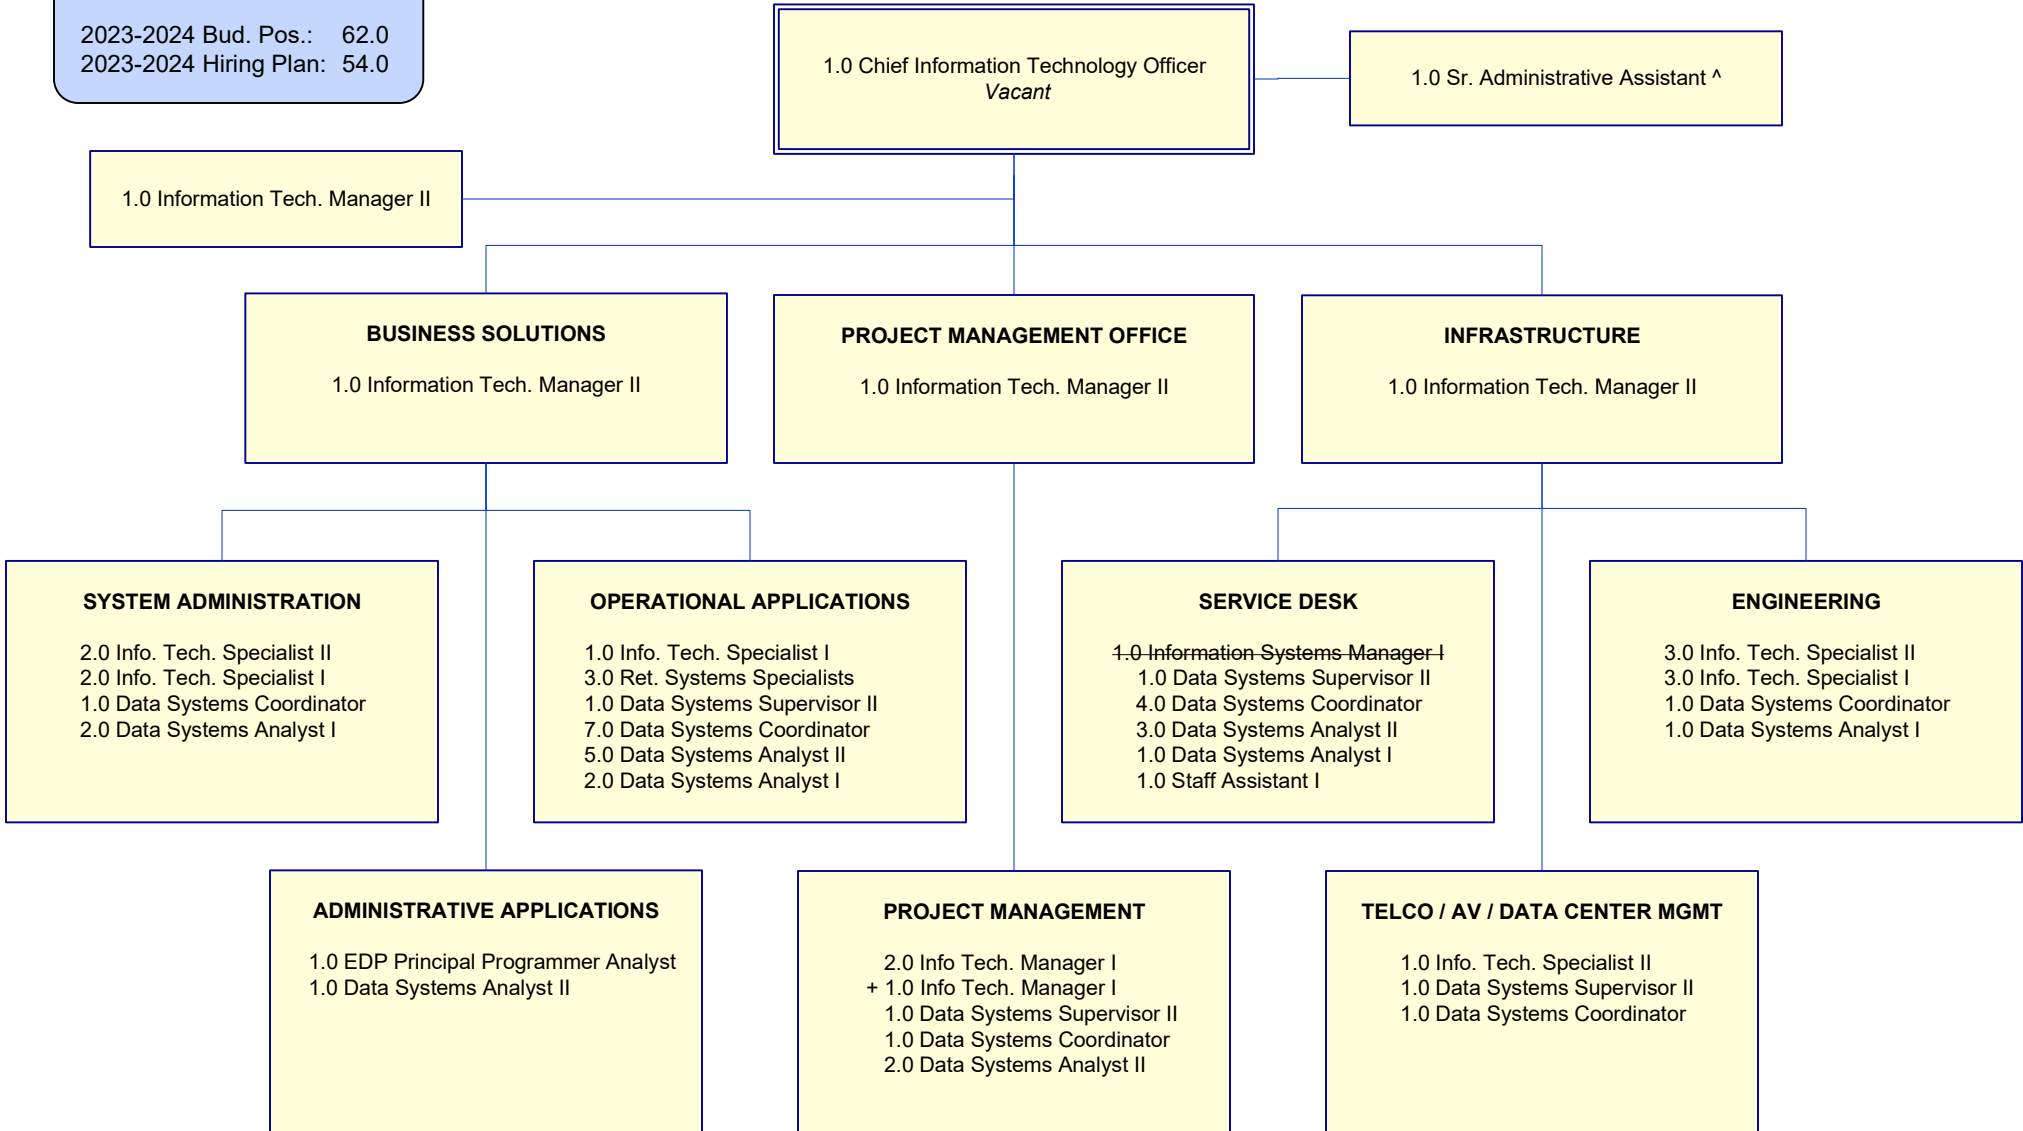 2023-2024 Bud. Pos.: 62.0
2023-2024 Hiring Plan: 54.0
1.0 Chief Information Technology Officer
Vacant
1.0 Sr. Administrative Assistant ^
1.0 Information Tech. Manager II
BUSINESS SOLUTIONS
1.0 Information Tech. Manager II
PROJECT MANAGEMENT OFFICE
1.0 Information Tech. Manager II
INFRASTRUCTURE
1.0 Information Tech. Manager II
SYSTEM ADMINISTRATION
2.0 Info. Tech. Specialist II
2.0 Info. Tech. Specialist I
1.0 Data Systems Coordinator
2.0 Data Systems Analyst I
OPERATIONAL APPLICATIONS
1.0 Info. Tech. Specialist I
3.0 Ret. Systems Specialists
1.0 Data Systems Supervisor II
7.0 Data Systems Coordinator
5.0 Data Systems Analyst II
2.0 Data Systems Analyst I
SERVICE DESK
1.0 Information Systems Manager I
1.0 Data Systems Supervisor II
4.0 Data Systems Coordinator
3.0 Data Systems Analyst II
1.0 Data Systems Analyst I
1.0 Staff Assistant I
ENGINEERING
3.0 Info. Tech. Specialist II
3.0 Info. Tech. Specialist I
1.0 Data Systems Coordinator
1.0 Data Systems Analyst I
ADMINISTRATIVE APPLICATIONS
1.0 EDP Principal Programmer Analyst
1.0 Data Systems Analyst II
PROJECT MANAGEMENT
2.0 Info Tech. Manager I
+ 1.0 Info Tech. Manager I
1.0 Data Systems Supervisor II
1.0 Data Systems Coordinator
2.0 Data Systems Analyst II
TELCO / AV / DATA CENTER MGMT
1.0 Info. Tech. Specialist II
1.0 Data Systems Supervisor II
1.0 Data Systems Coordinator